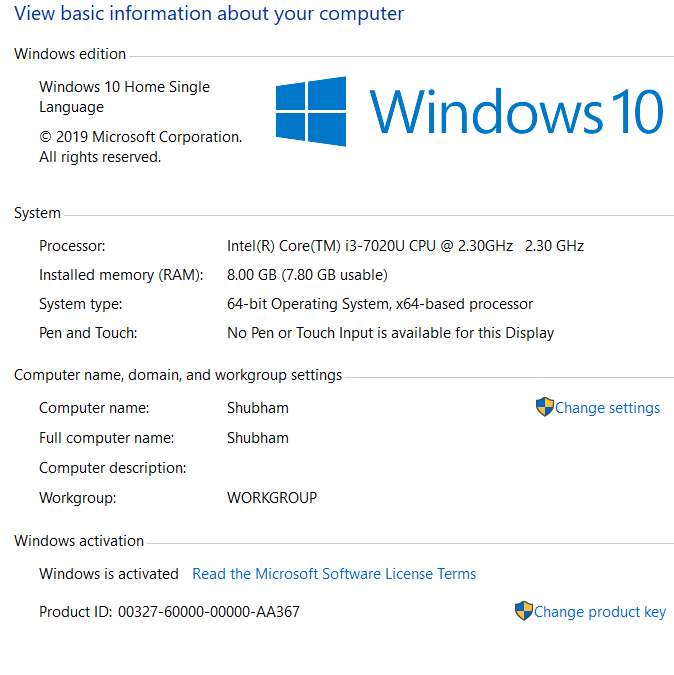 View basic information about your computer
Windows edition
Windows 10 Home Single
Language
© 2019 Microsoft Corporation.
All rights reserved.
Windows 10
System
Processor: Intel(R) Core(TM) i3-7020U CPU @ 2.30GHz 2.30 GHz
Installed memory (RAM): 8.00 GB (7.80 GB usable)
System type: 64-bit Operating System, x64-based processor
Pen and Touch: No Pen or Touch Input is available for this Display
Computer name, domain, and workgroup settings
Computer name: Shubham Change settings
Full computer name: Shubham
Computer description:
Workgroup: WORKGROUP
Windows activation
Windows is activated Read the Microsoft Software License Terms
Product ID: 00327-60000-00000-AA367 Change product key